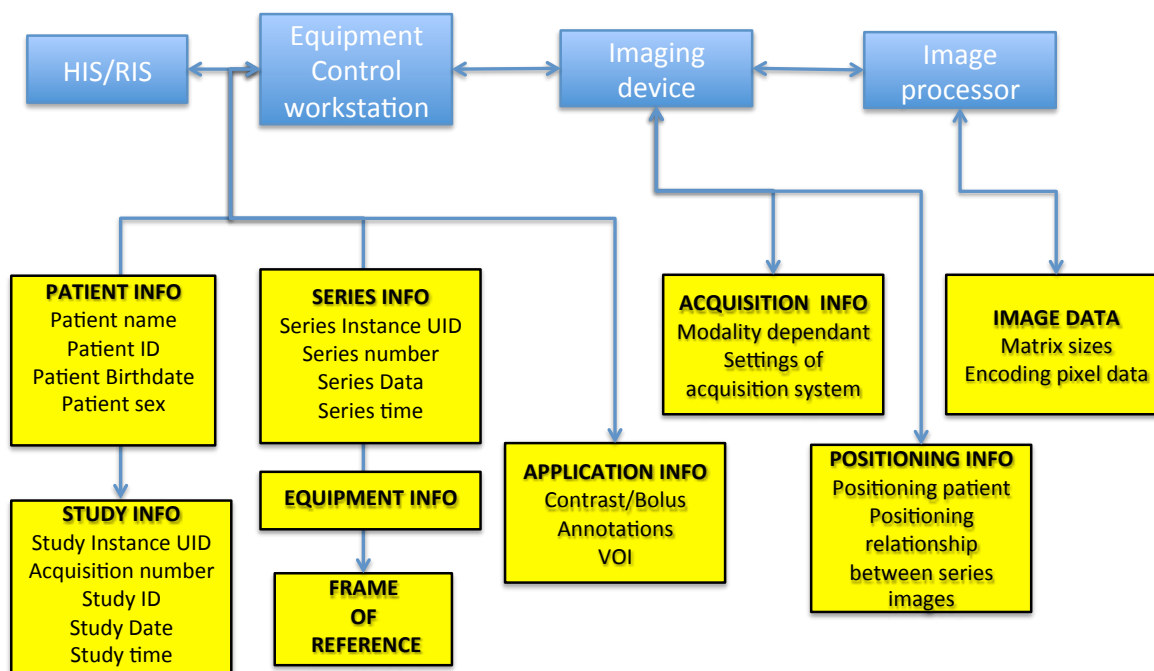 HIS/RIS
Equipment
Control
workstation
Imaging
device
Image
processor
PATIENT INFO
Patient name
Patient ID
Patient Birthdate
Patient sex
SERIES INFO
Series Instance UID
Series number
Series Data
Series time
ACQUISITION INFO
Modality dependant
Settings of
acquisition system
IMAGE DATA
Matrix sizes
Encoding pixel data
STUDY INFO
Study Instance UID
Acquisition number
Study ID
Study Date
Study time
EQUIPMENT INFO
FRAME
OF
REFERENCE
APPLICATION INFO
Contrast/Bolus
Annotations
VOI
POSITIONING INFO
Positioning patient
Positioning
relationship
between series
images